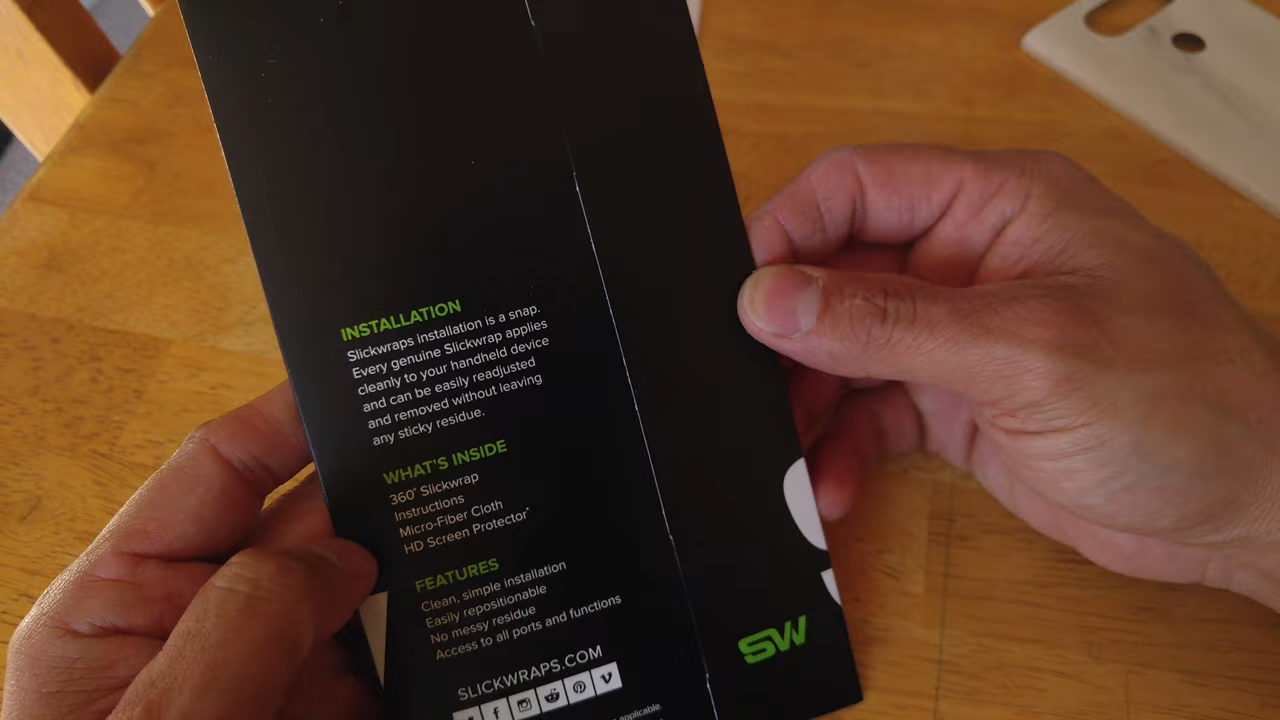 INSTALLATION
Slickwraps installation is a snap.
Every genuine Slickwrap applies
cleanly to your handheld device
and can be easily readjusted
and removed without leaving
any sticky residue.
WHAT'S INSIDE
360° Slickwrap
Instructions
Micro-Fiber Cloth
HD Screen Protector*
FEATURES
Clean, simple installation
Easily repositionable
No messy residue
Access to all ports and functions
SLICKWRAPS.COM
applicable.
SW